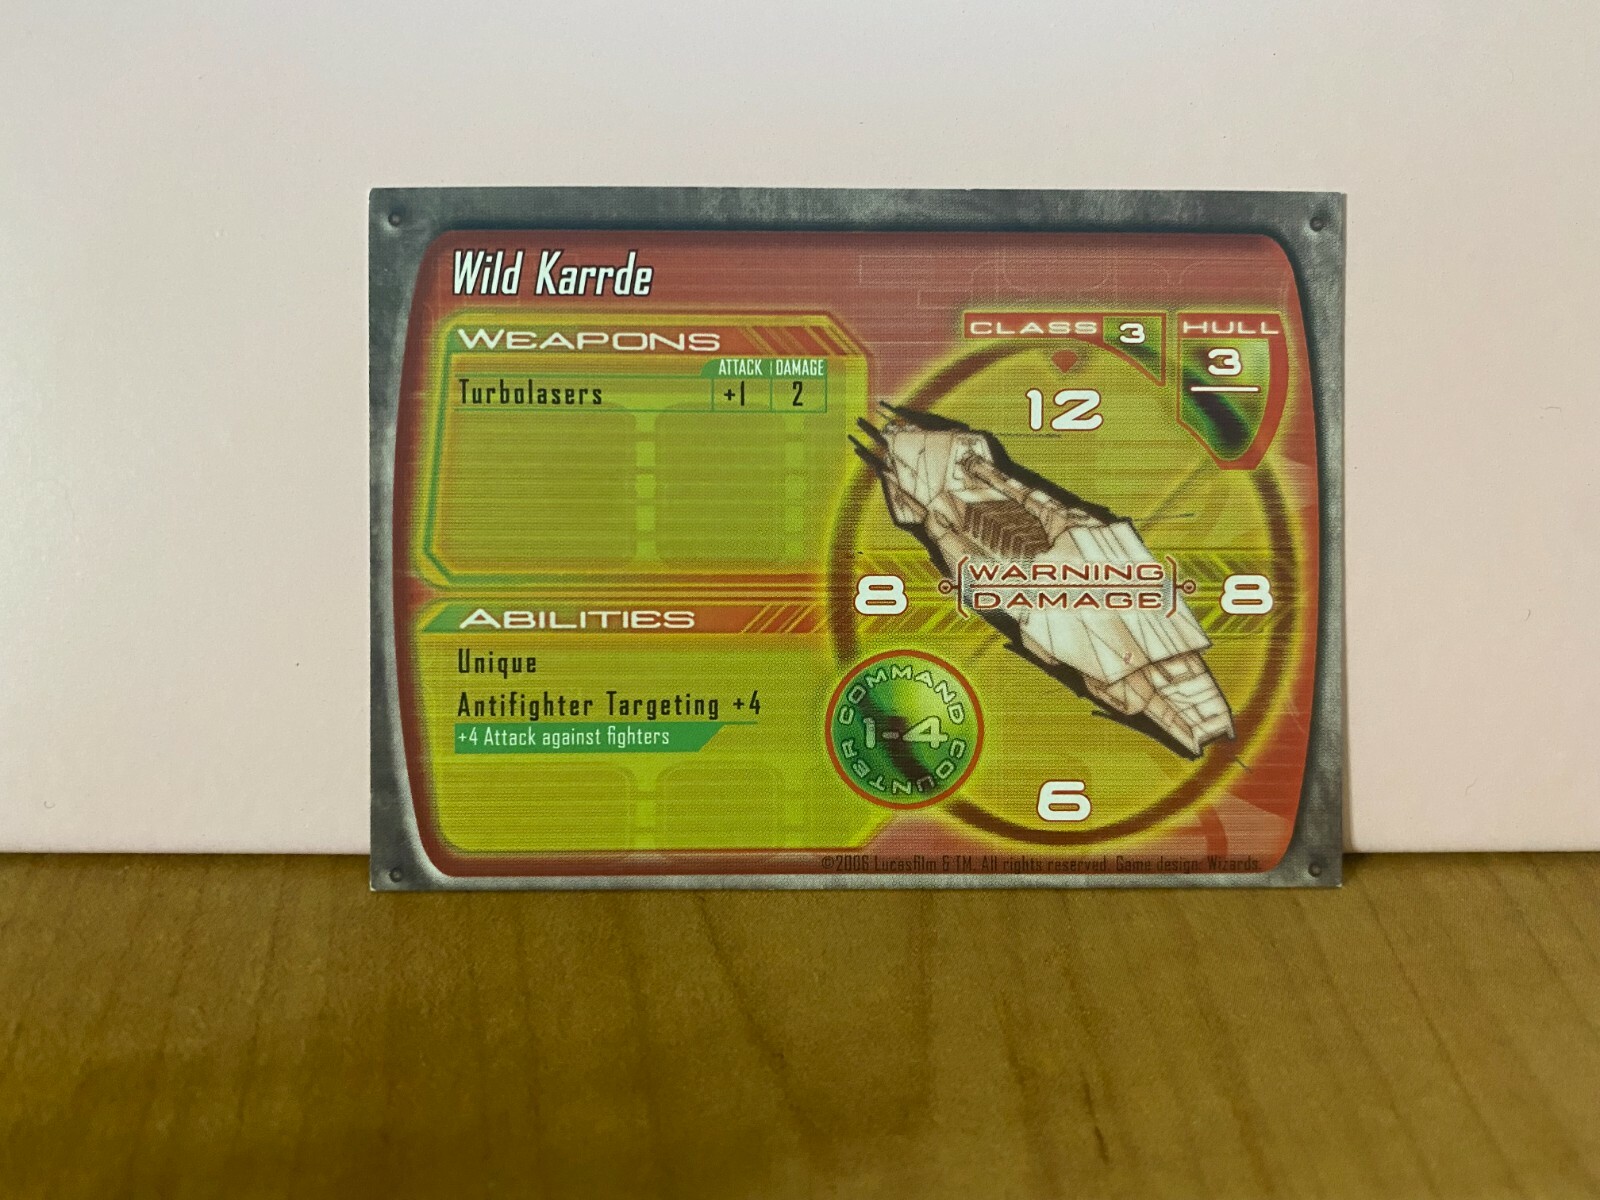 Wild Karrde
WEAPONS
ATTACK DAMAGE
Turbolasers +1 2
CLASS 3
HULL
3
12
8
WARNING
DAMAGE
8
ABILITIES
Unique
Antifighter Targeting +4
+4 Attack against fighters
COMMAND COUNTER
1-4
6
©2006 Lucasfilm & TM. All rights reserved. Game design: Wizards.